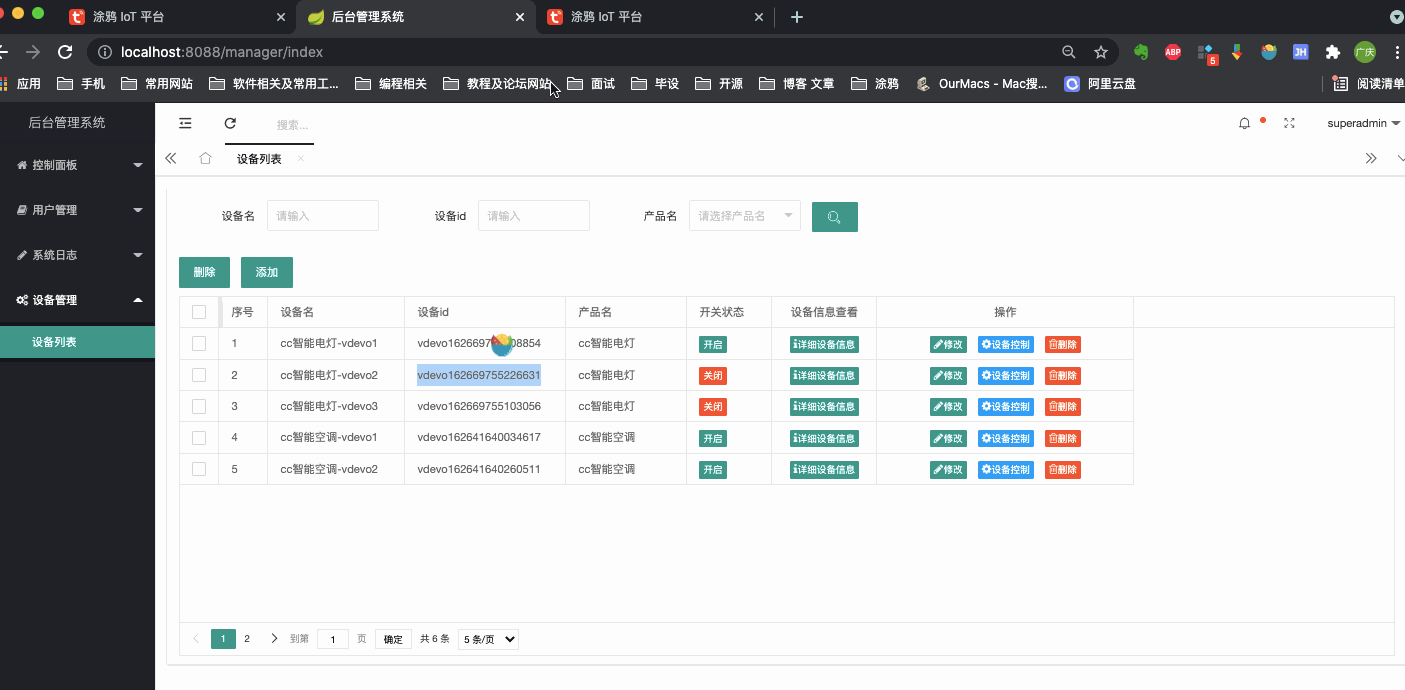 涂鸦 IoT 平台
后台管理系统
涂鸦 IoT 平台
localhost:8088/manager/index
ABP
6
JH
广庆
应用
手机
常用网站
软件相关及常用工...
编程相关
教程及论坛网站
面试
毕设
开源
博客 文章
涂鸦
OurMacs - Mac搜...
阿里云盘
阅读清单
后台管理系统
搜索...
superadmin
控制面板
用户管理
系统日志
设备管理
设备列表
设备列表
设备名 请输入 设备id 请输入 产品名 请选择产品名
删除 添加
序号 设备名 设备id 产品名 开关状态 设备信息查看 操作
1 cc智能电灯-vdevo1 cc智能电灯 开启 详细设备信息 修改 设备控制 删除
2 cc智能电灯-vdevo2 vdevo162669755226631 cc智能电灯 关闭 详细设备信息 修改 设备控制 删除
3 cc智能电灯-vdevo3 vdevo162669755103056 cc智能电灯 关闭 详细设备信息 修改 设备控制 删除
4 cc智能空调-vdevo1 vdevo162641640034617 cc智能空调 开启 详细设备信息 修改 设备控制 删除
5 cc智能空调-vdevo2 vdevo162641640260511 cc智能空调 开启 详细设备信息 修改 设备控制 删除
1 2 到第 1 页 确定 共 6 条 5 条/页